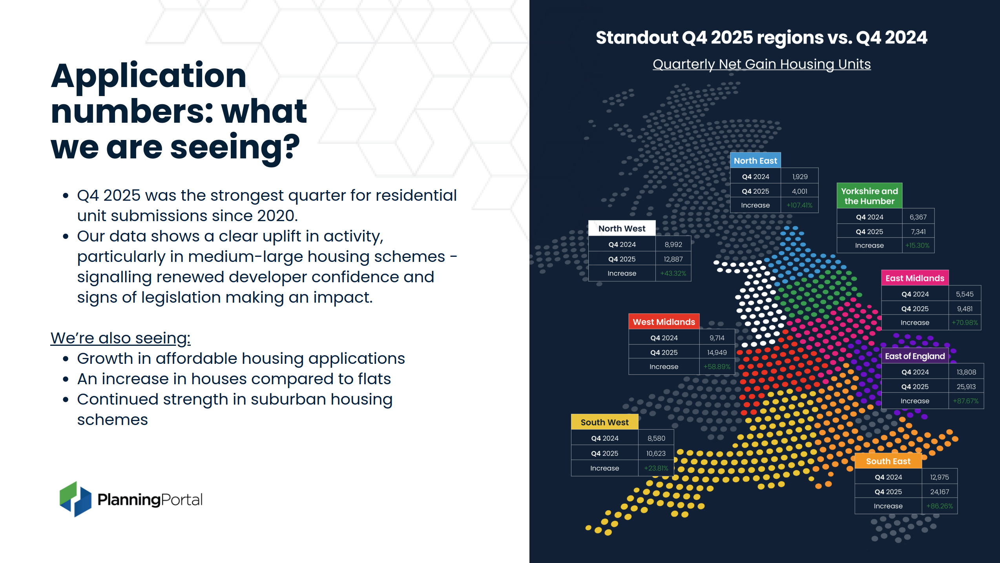 Application
numbers: what
we are seeing?
• Q4 2025 was the strongest quarter for residential
unit submissions since 2020.
• Our data shows a clear uplift in activity,
particularly in medium-large housing schemes -
signalling renewed developer confidence and
signs of legislation making an impact.
We’re also seeing:
• Growth in affordable housing applications
• An increase in houses compared to flats
• Continued strength in suburban housing
schemes
PlanningPortal
Standout Q4 2025 regions vs. Q4 2024
Quarterly Net Gain Housing Units
North East
Q4 2024 1,929
Q4 2025 4,001
Increase +107.41%
Yorkshire and
the Humber
Q4 2024 6,367
Q4 2025 7,341
Increase +15.30%
North West
Q4 2024 8,992
Q4 2025 12,887
Increase +43.32%
East Midlands
Q4 2024 5,545
Q4 2025 9,481
Increase +70.98%
West Midlands
Q4 2024 9,714
Q4 2025 14,949
Increase +58.89%
East of England
Q4 2024 13,808
Q4 2025 25,913
Increase +87.67%
South West
Q4 2024 8,580
Q4 2025 10,623
Increase +23.81%
South East
Q4 2024 12,975
Q4 2025 24,167
Increase +86.26%